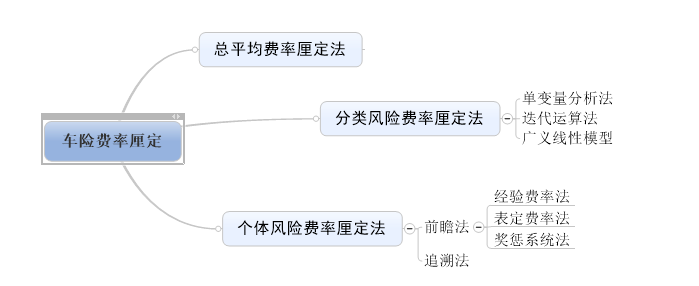 总平均费率厘定法
分类风险费率厘定法
单变量分析法
迭代运算法
广义线性模型
车险费率厘定
个体风险费率厘定法
前瞻法
经验费率法
表定费率法
奖惩系统法
追溯法